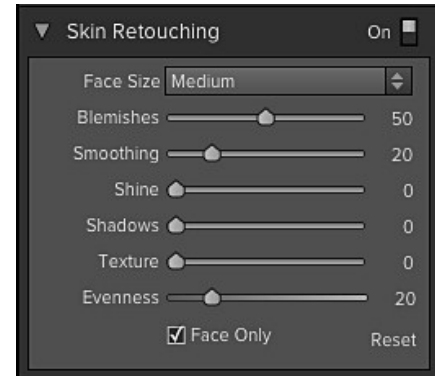 Skin Retouching On
Face Size Medium
Blemishes 50
Smoothing 20
Shine 0
Shadows 0
Texture 0
Evenness 20
Face Only Reset